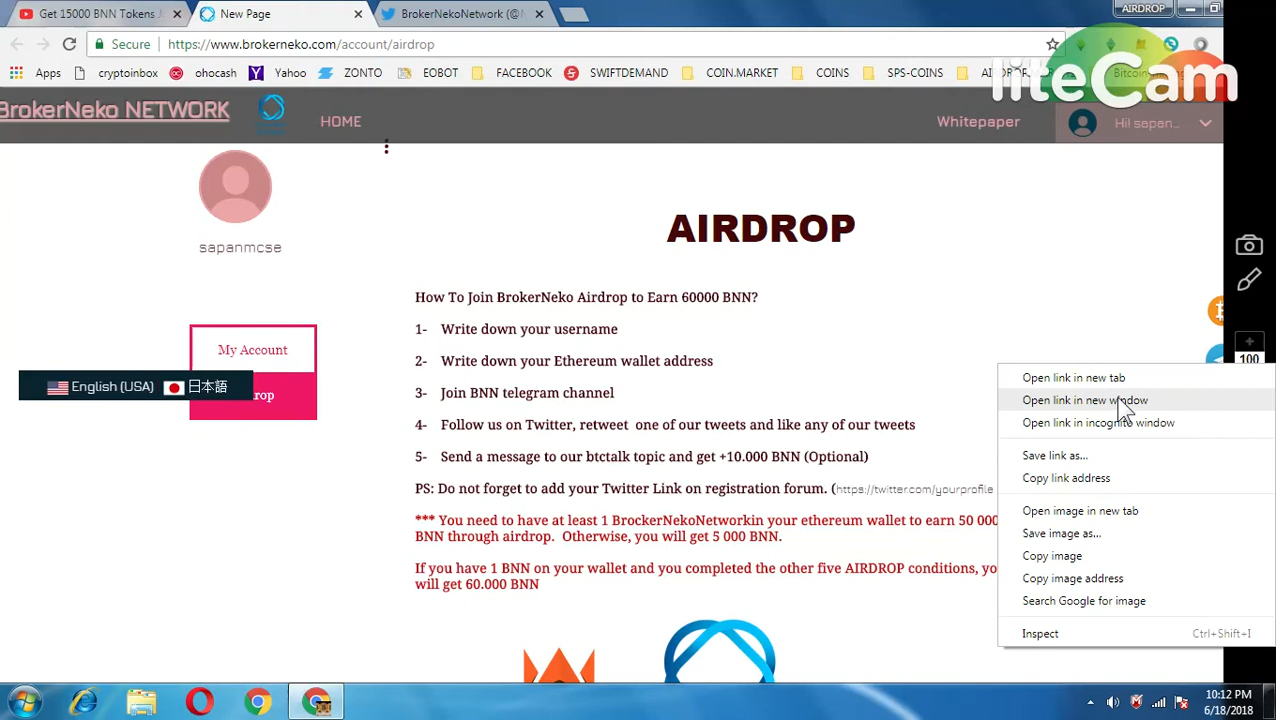 Get 15000 BNN Tokens
New Page
BrokerNekoNetwork (@N
AIRDROP
Secure
https://www.brokerneko.com/account/airdrop
Apps
cryptoinbox
ohocash
Yahoo
ZONTO
EOBOT
FACEBOOK
SWIFTDEMAND
COIN.MARKET
COINS
SPS-COINS
liteCam
BrokerNeko NETWORK
HOME
Whitepaper
Hi! sapan...
sapanmcse
AIRDROP
How To Join BrokerNeko Airdrop to Earn 60000 BNN?
1- Write down your username
2- Write down your Ethereum wallet address
3- Join BNN telegram channel
4- Follow us on Twitter, retweet one of our tweets and like any of our tweets
5- Send a message to our btctalk topic and get +10.000 BNN (Optional)
PS: Do not forget to add your Twitter Link on registration forum. (https://twitter.com/yourprofile
*** You need to have at least 1 BrockerNekoNetworkin your ethereum wallet to earn 50 000
BNN through airdrop. Otherwise, you will get 5 000 BNN.
If you have 1 BNN on your wallet and you completed the other five AIRDROP conditions, yo
will get 60.000 BNN
My Account
English (USA)
日本語
drop
100
Open link in new tab
Open link in new window
Open link in incognito window
Save link as...
Copy link address
Open image in new tab
Save image as...
Copy image
Copy image address
Search Google for image
Inspect
Ctrl+Shift+I
10:12 PM
6/18/2018